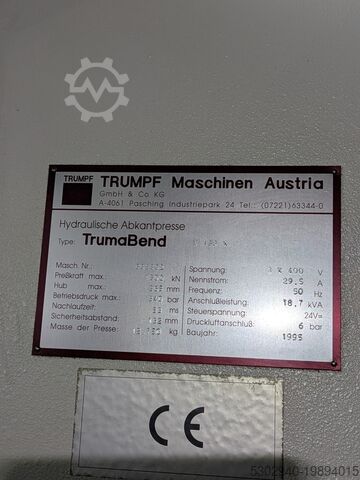 TRUMPF
TRUMPF Maschinen Austria
GmbH & Co KG
A-4061 Pasching Industriepark 24 Tel.: (07221)63344-0
Hydraulische Abkantpresse
Type: TrumaBend
Masch. Nr.:
Preßkraft max.: kN
Hub max.: mm
Betriebsdruck max.: bar
Nachlaufzeit: ms
Sicherheitsabstand: mm
Masse der Presse: kg
Spannung: 3 x 400 V
Nennstrom: 29.5 A
Frequenz: 50 Hz
Anschlußleistung: 18.7 kVA
Steuerspannung: 24V=
Druckluftanschluß: 6 bar
Baujahr: 1995
CE
5302940-19894015